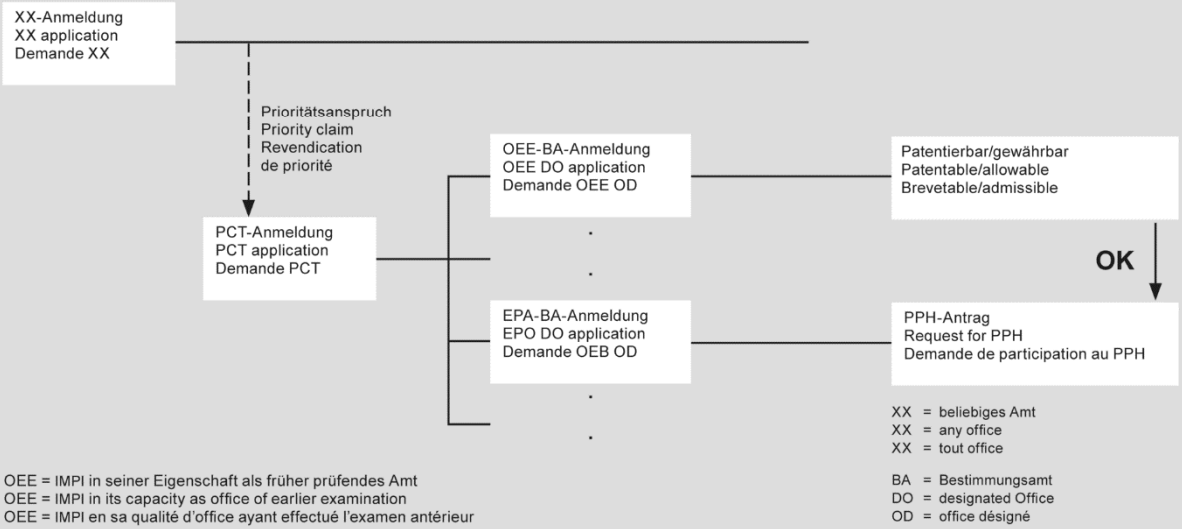 XX-Anmeldung
XX application
Demande XX
Prioritätsanspruch
Priority claim
Revendication
de priorité
PCT-Anmeldung
PCT application
Demande PCT
OEE-BA-Anmeldung
OEE DO application
Demande OEE OD
.
.
EPA-BA-Anmeldung
EPO DO application
Demande OEB OD
.
.
Patentierbar/gewährbar
Patentable/allowable
Brevetable/admissible
OK
PPH-Antrag
Request for PPH
Demande de participation au PPH
XX = beliebiges Amt
XX = any office
XX = tout office
BA = Bestimmungsamt
DO = designated Office
OD = office désigné
OEE = IMPI in seiner Eigenschaft als früher prüfendes Amt
OEE = IMPI in its capacity as office of earlier examination
OEE = IMPI en sa qualité d'office ayant effectué l'examen antérieur